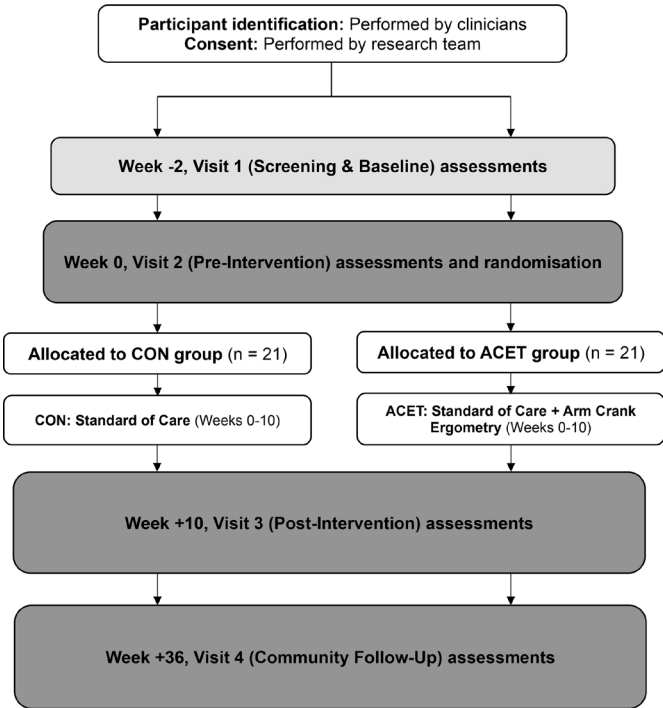 Participant identification: Performed by clinicians
Consent: Performed by research team
Week -2, Visit 1 (Screening & Baseline) assessments
Week 0, Visit 2 (Pre-Intervention) assessments and randomisation
Allocated to CON group (n = 21)
Allocated to ACET group (n = 21)
CON: Standard of Care (Weeks 0-10)
ACET: Standard of Care + Arm Crank
Ergometry (Weeks 0-10)
Week +10, Visit 3 (Post-Intervention) assessments
Week +36, Visit 4 (Community Follow-Up) assessments